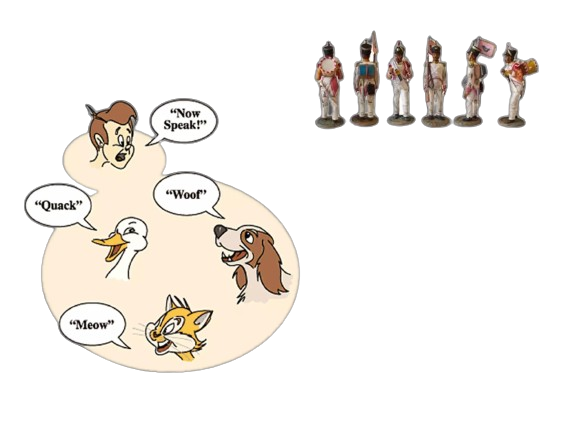 “Now
Speak!”
“Quack”
“Woof”
“Meow”